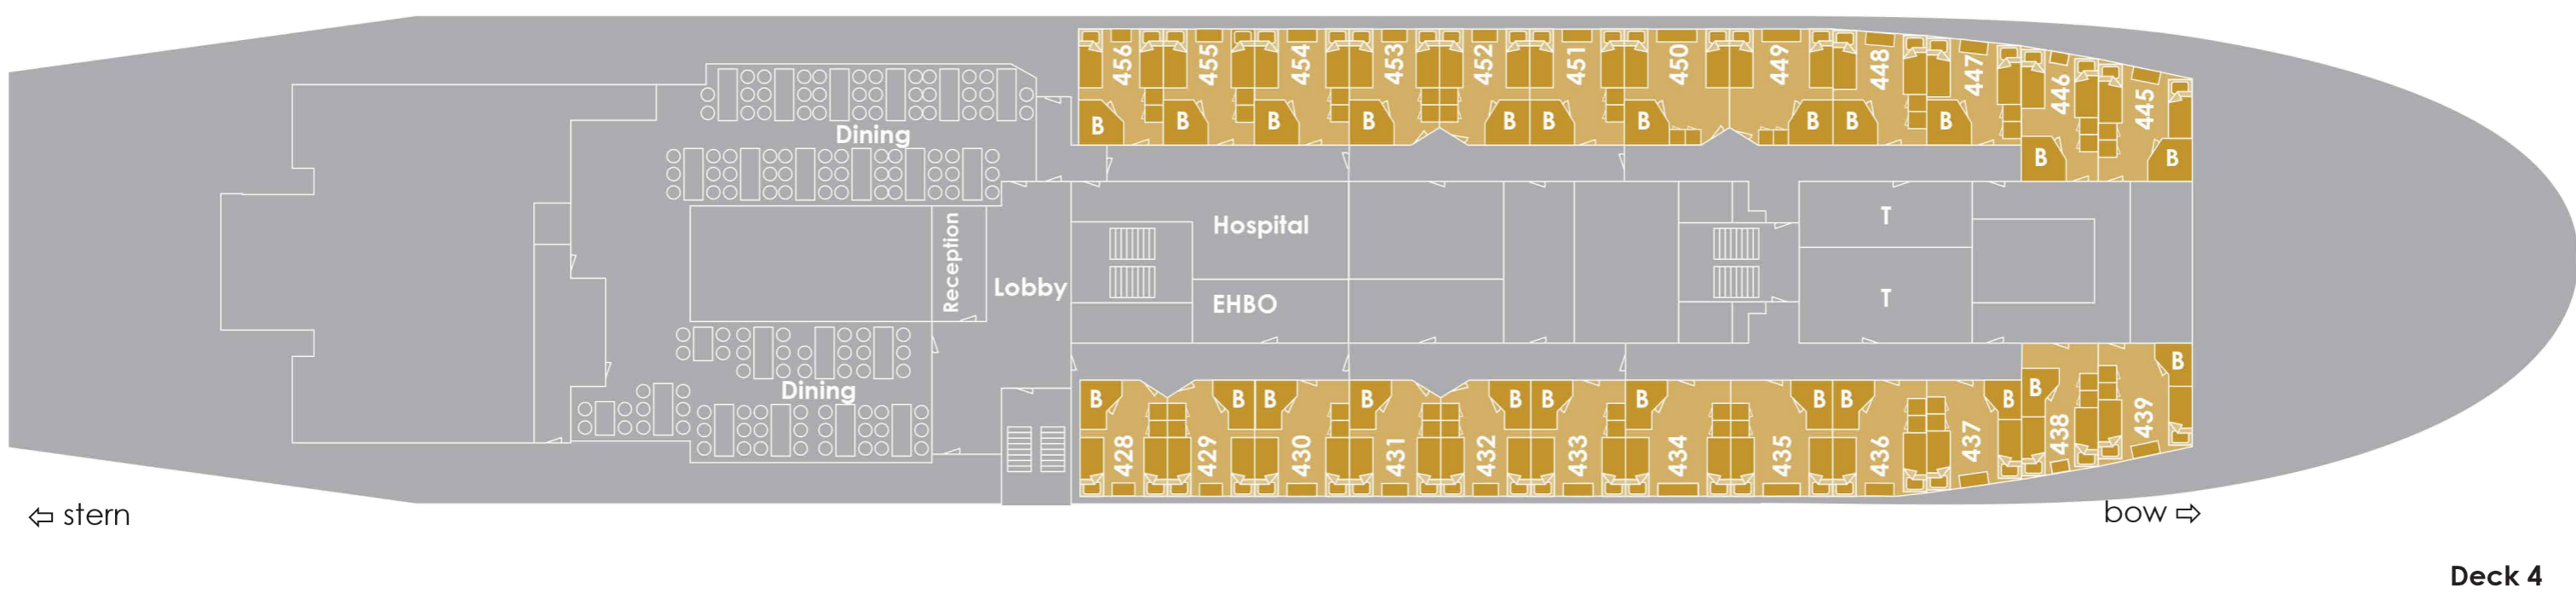 456 455 454 453 452 451 450 449 448 447 446 445
B B B B B B B B B B B B
Dining
Reception
Lobby
Hospital
EHBO
T
T
Dining
B B B B B B B B B B B B
428 429 430 431 432 433 434 435 436 437 438 439
stern
bow
Deck 4